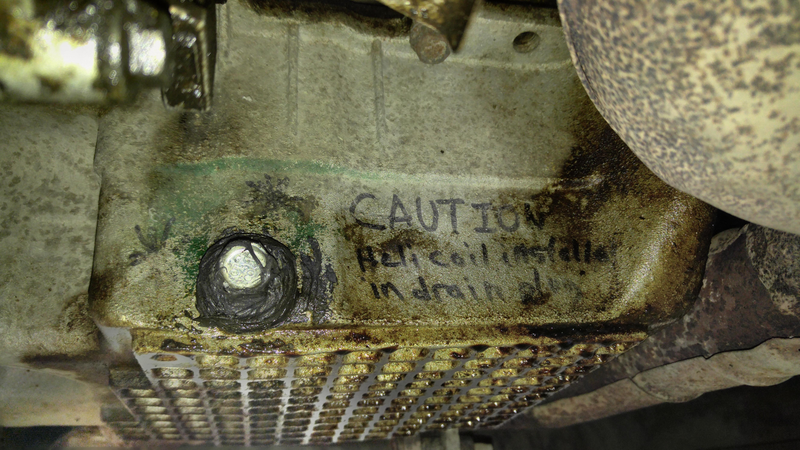 CAUTION
Heli coil installed
in drain plug